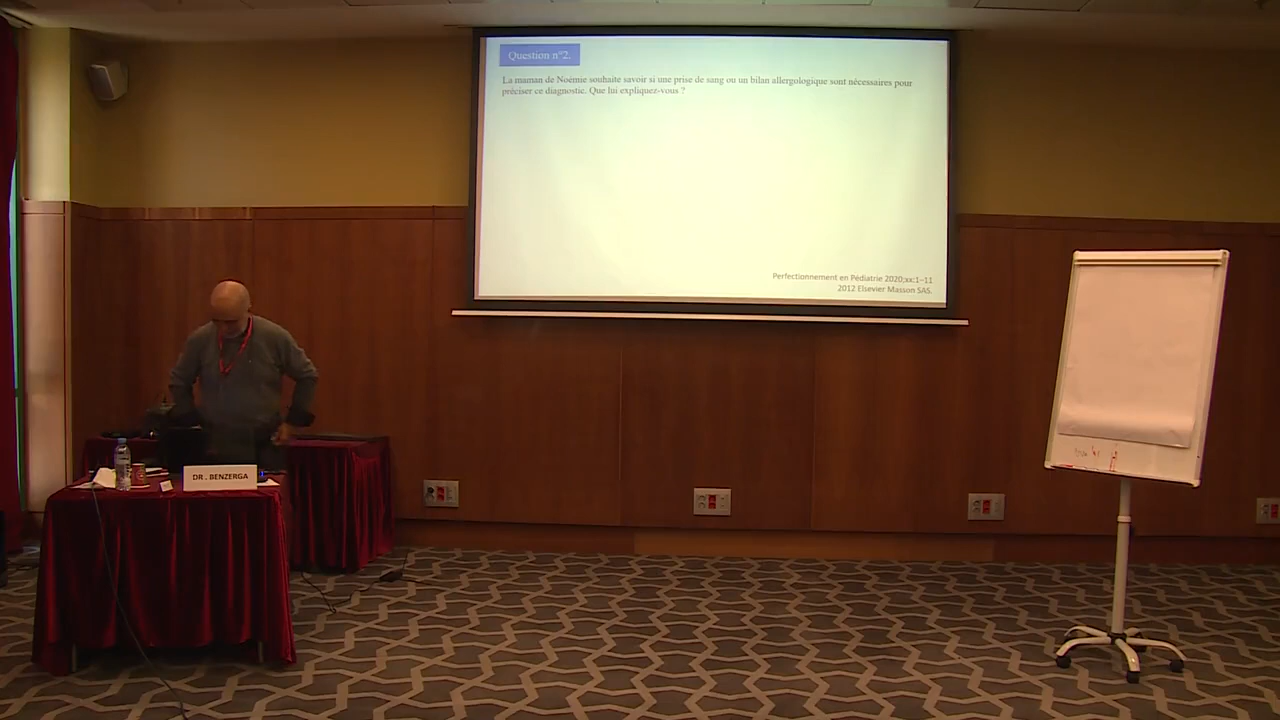 Question n°2.
La maman de Noémie souhaite savoir si une prise de sang ou un bilan allergologique sont nécessaires pour
préciser ce diagnostic. Que lui expliquez-vous ?
Perfectionnement en Pédiatrie 2020;xx:1–11
2012 Elsevier Masson SAS.
DR . BENZERGA